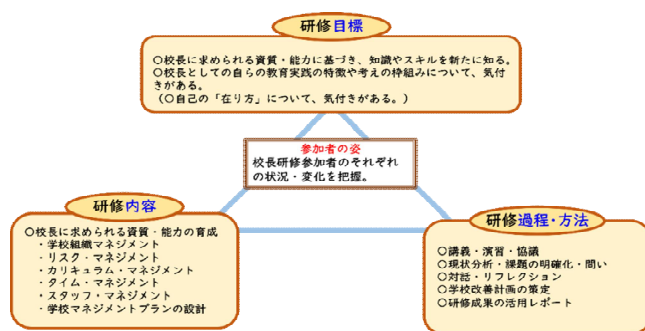 研修目標
○校長に求められる資質・能力に基づき、知識やスキルを新たに知る。
○校長としての自らの教育実践の特徴や考えの枠組みについて、気付
きがある。
（○自己の「在り方」について、気付きがある。）
参加者の姿
校長研修参加者のそれぞれ
の状況・変化を把握。
研修内容
○校長に求められる資質・能力の育成
・学校組織マネジメント
・リスク・マネジメント
・カリキュラム・マネジメント
・タイム・マネジメント
・スタッフ・マネジメント
・学校マネジメントプランの設計
研修過程・方法
○講義・演習・協議
○現状分析・課題の明確化・問い
○対話・リフレクション
○学校改善計画の策定
○研修成果の活用レポート